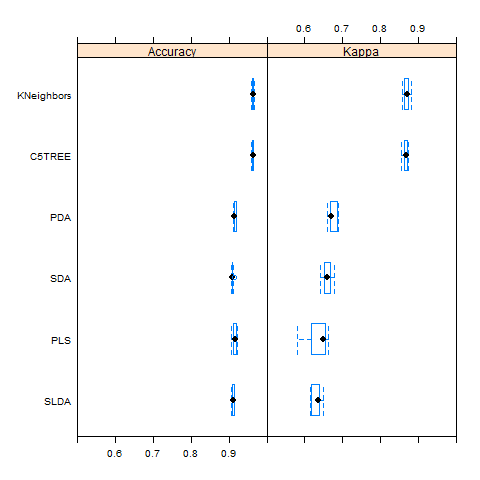 0.6 0.7 0.8 0.9
Accuracy Kappa
KNeighbors
C5TREE
PDA
SDA
PLS
SLDA
0.6 0.7 0.8 0.9